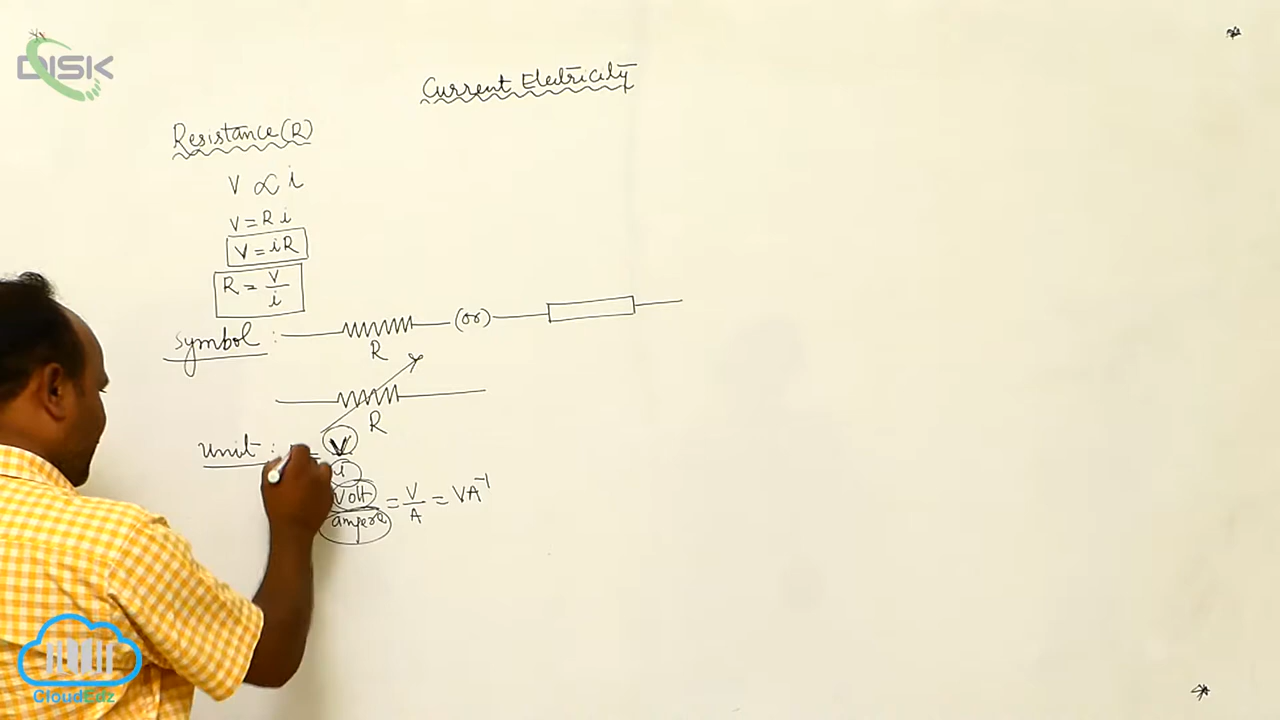 DISK
Current Electricity
Resistance (R)
V ∝ i
V = R i
V = iR
R = V/i
Symbol : (or)
R
R
Unit : = V/i
Volt/ampere = V/A = VA⁻¹
CloudEdz